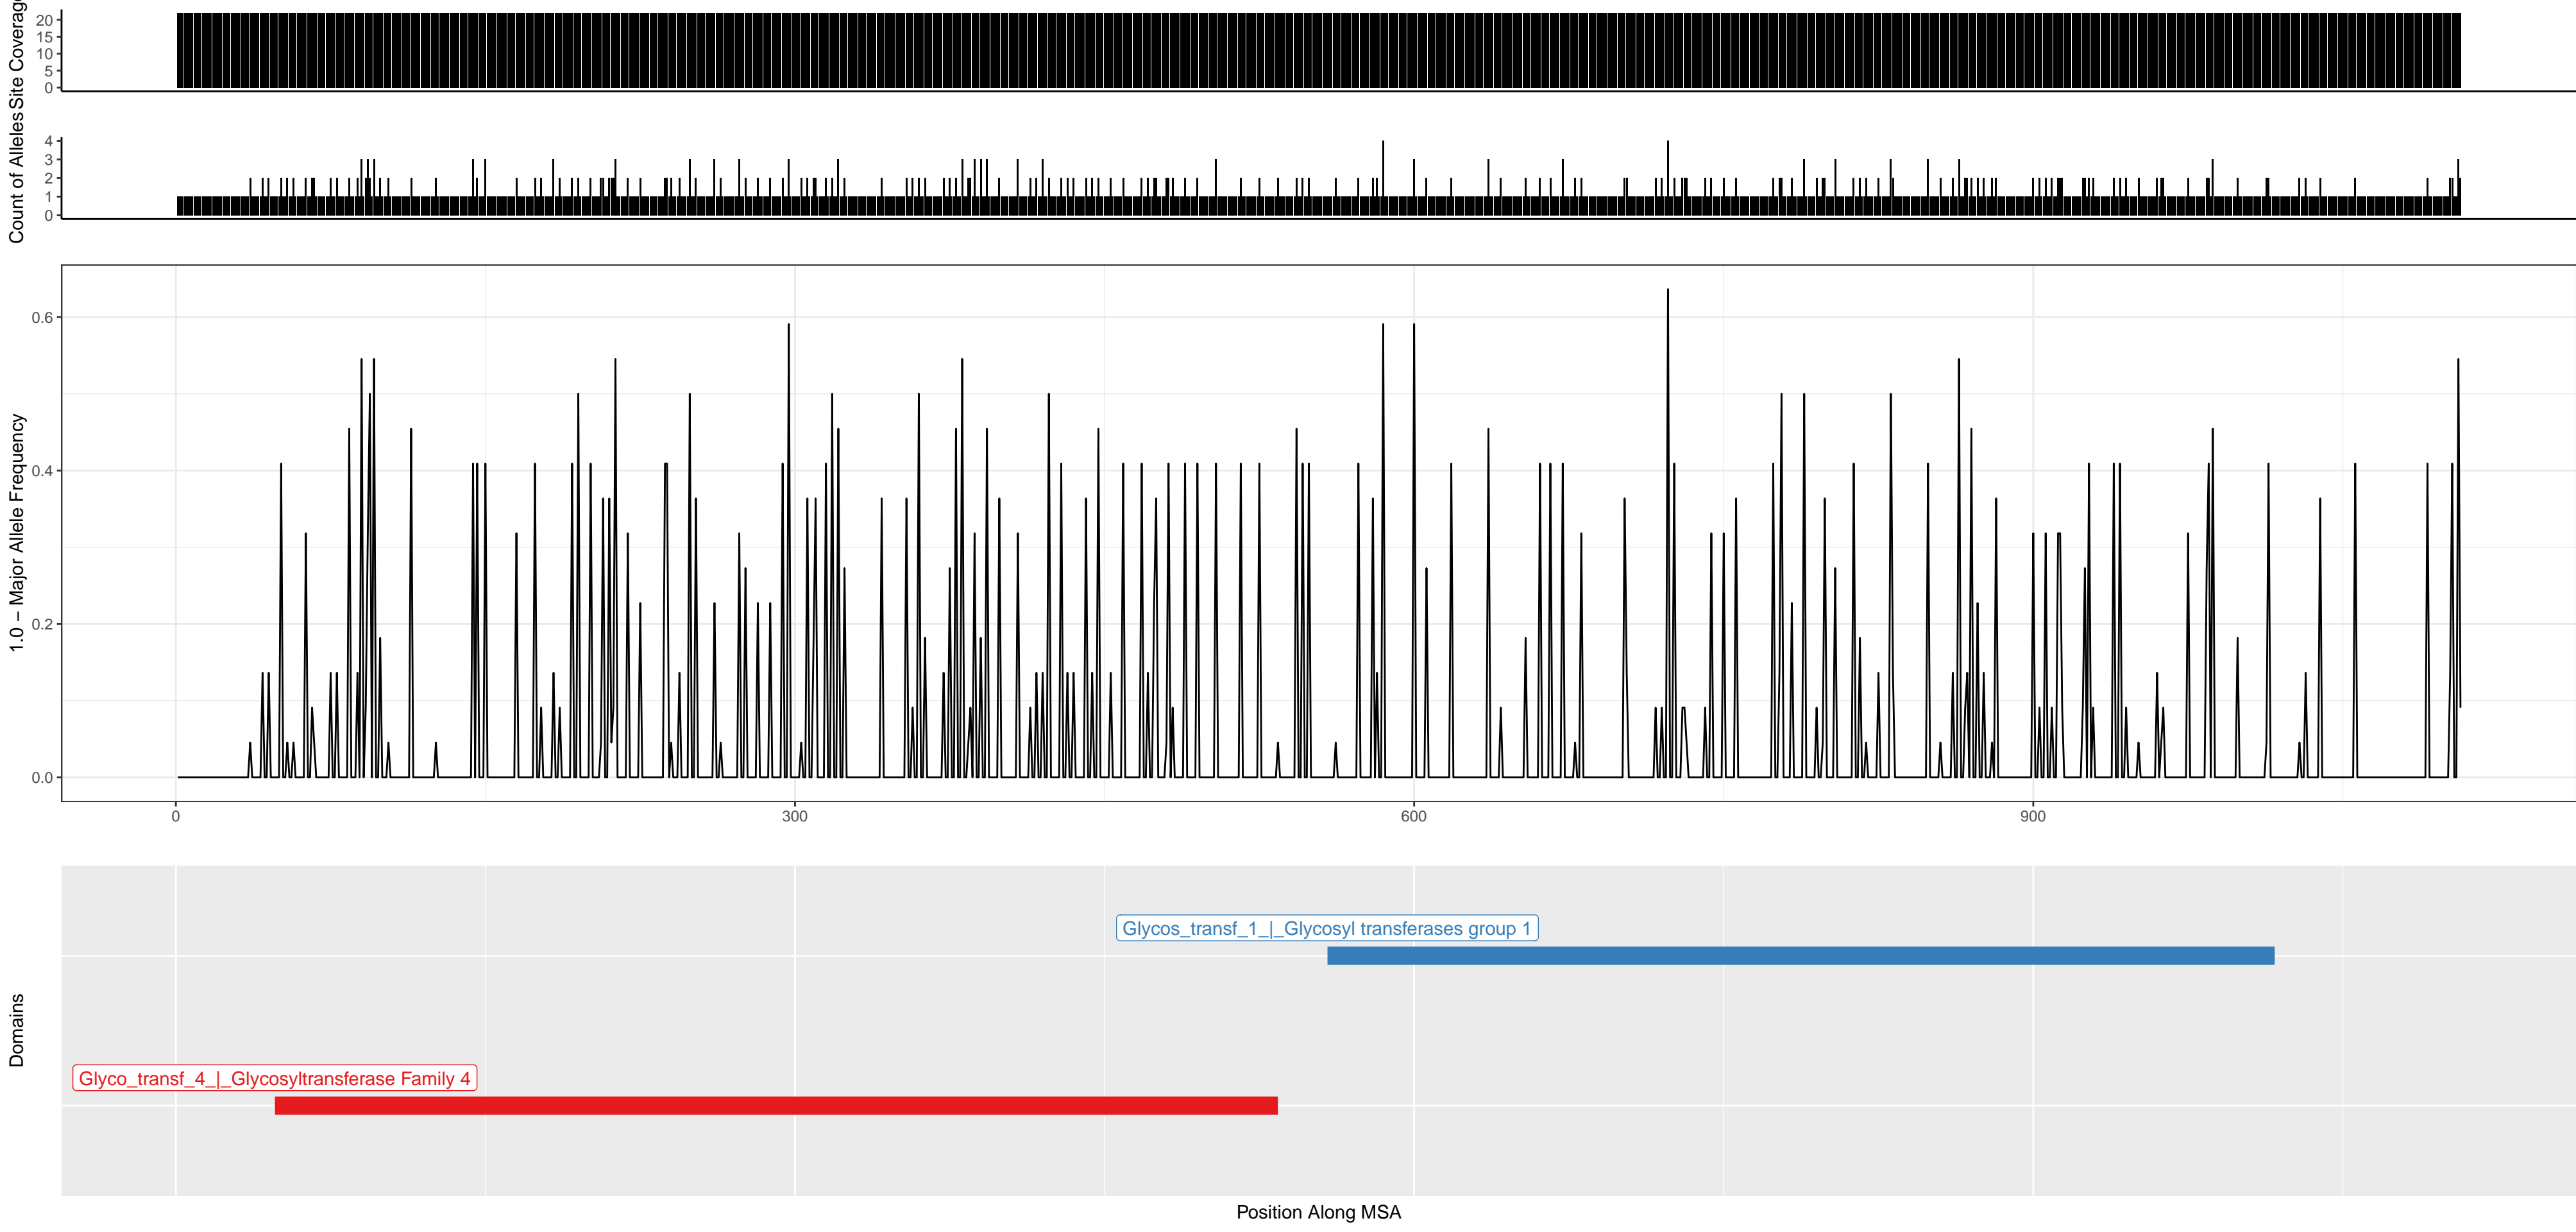 Site Coverage
20
15
10
5
0
Count of Alleles
4
3
2
1
0
1.0 − Major Allele Frequency
0.6
0.4
0.2
0.0
0
300
600
900
Domains
Glycos_transf_1_|_Glycosyl transferases group 1
Glyco_transf_4_|_Glycosyltransferase Family 4
Position Along MSA